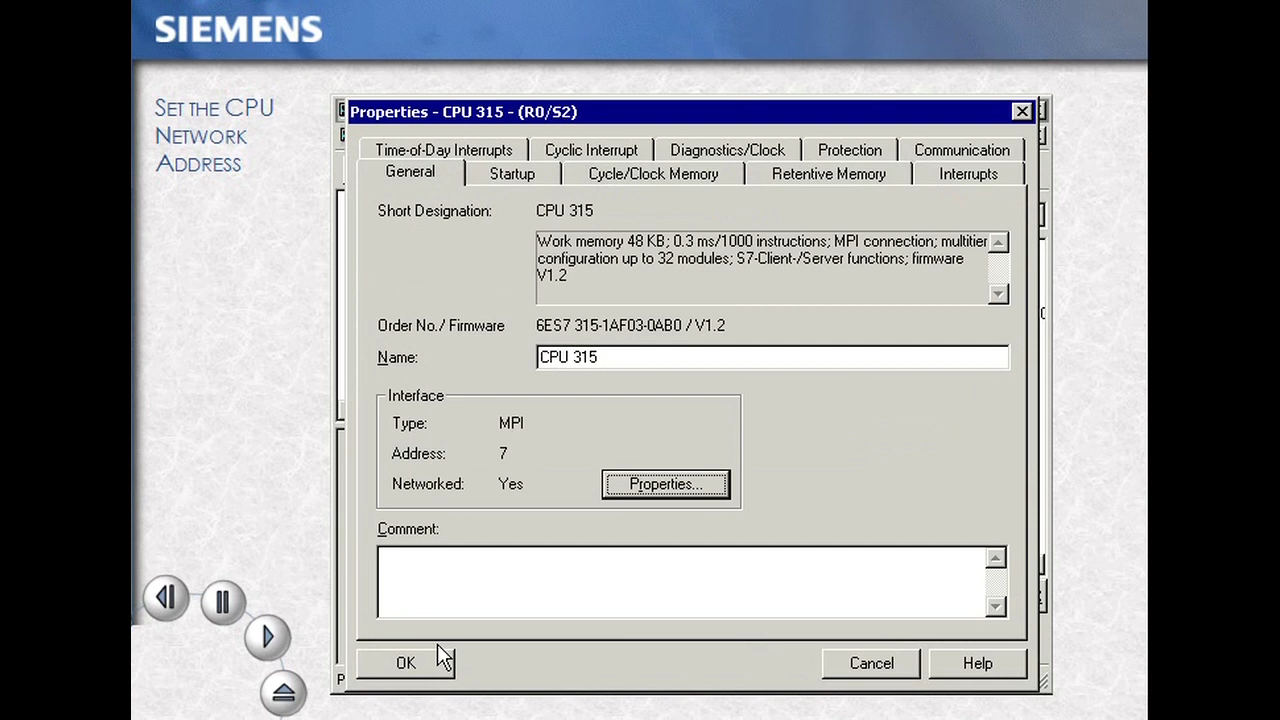 SIEMENS
SET THE CPU
NETWORK
ADDRESS
Properties - CPU 315 - (R0/S2)
Time-of-Day Interrupts
Cyclic Interrupt
Diagnostics/Clock
Protection
Communication
General
Startup
Cycle/Clock Memory
Retentive Memory
Interrupts
Short Designation:
CPU 315
Work memory 48 KB; 0.3 ms/1000 instructions; MPI connection; multitier
configuration up to 32 modules; S7-Client-/Server functions; firmware
V1.2
Order No./ Firmware
6ES7 315-1AF03-0AB0 / V1.2
Name:
CPU 315
Interface
Type:
MPI
Address:
7
Networked:
Yes
Properties...
Comment:
OK
Cancel
Help